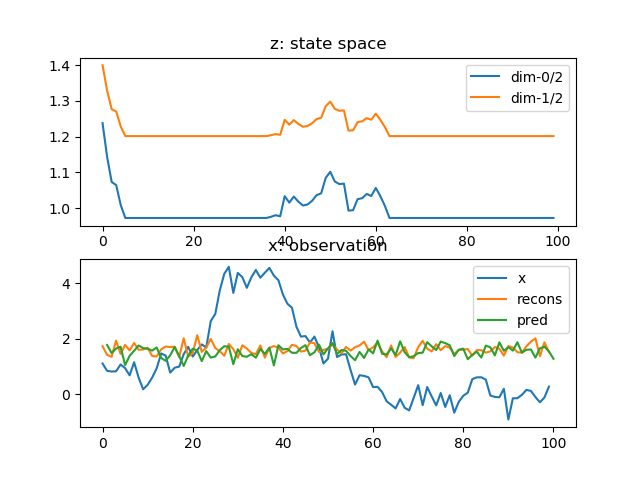 z: state space
1.4
1.3
1.2
1.1
1.0
dim-0/2
dim-1/2
0 20 40 60 80 100
x: observation
4
2
0
x
recons
pred
0 20 40 60 80 100